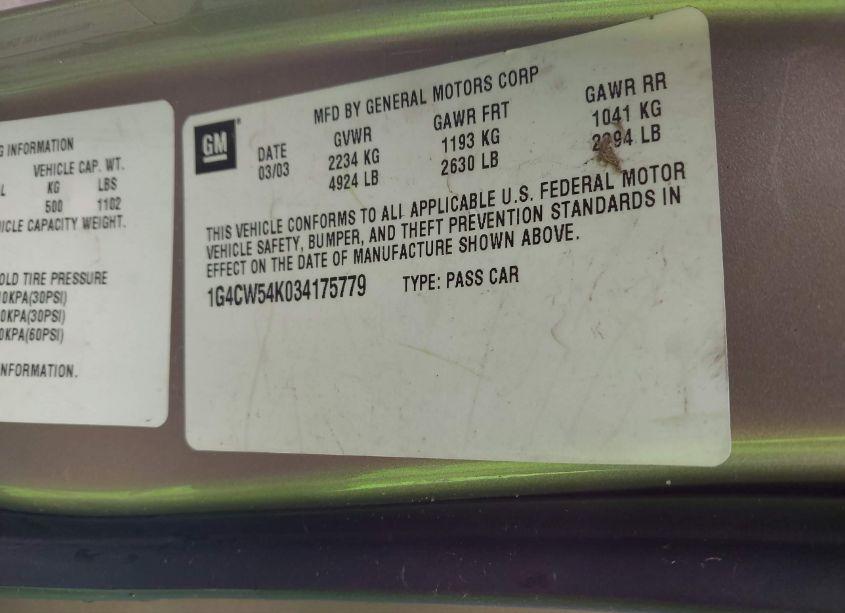 G INFORMATION
VEHICLE CAP. WT.
KG LBS
500 1102
ICLE CAPACITY WEIGHT.
OLD TIRE PRESSURE
0KPA(30PSI)
0KPA(30PSI)
0KPA(60PSI)
NFORMATION.
GM
MFD BY GENERAL MOTORS CORP
DATE GVWR GAWR FRT GAWR RR
03/03 2234 KG 1193 KG 1041 KG
4924 LB 2630 LB 2294 LB
THIS VEHICLE CONFORMS TO ALL APPLICABLE U.S. FEDERAL MOTOR
VEHICLE SAFETY, BUMPER, AND THEFT PREVENTION STANDARDS IN
EFFECT ON THE DATE OF MANUFACTURE SHOWN ABOVE.
1G4CW54K034175779 TYPE: PASS CAR